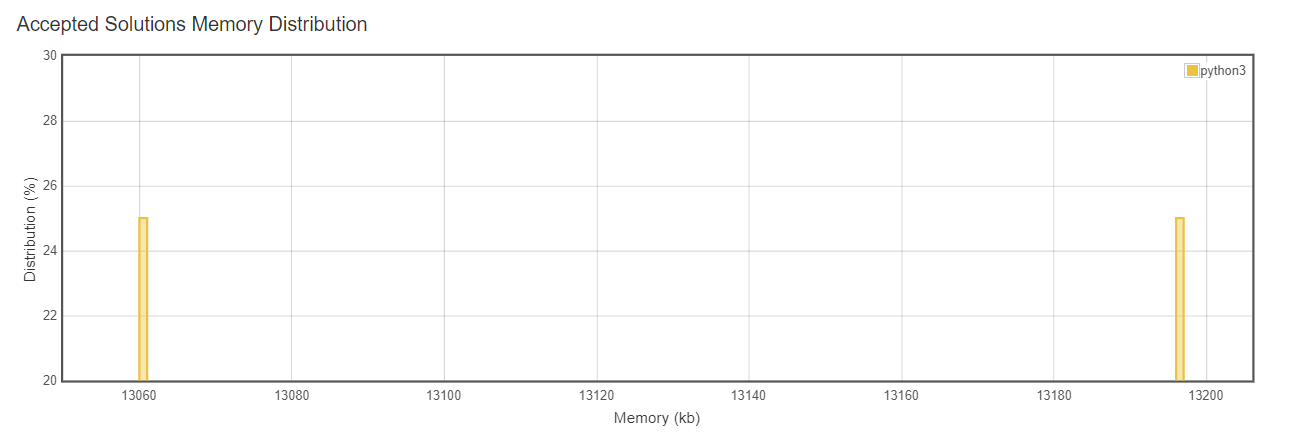 Accepted Solutions Memory Distribution
30
python3
28
26
24
22
20
Distribution (%)
13060 13080 13100 13120 13140 13160 13180 13200
Memory (kb)